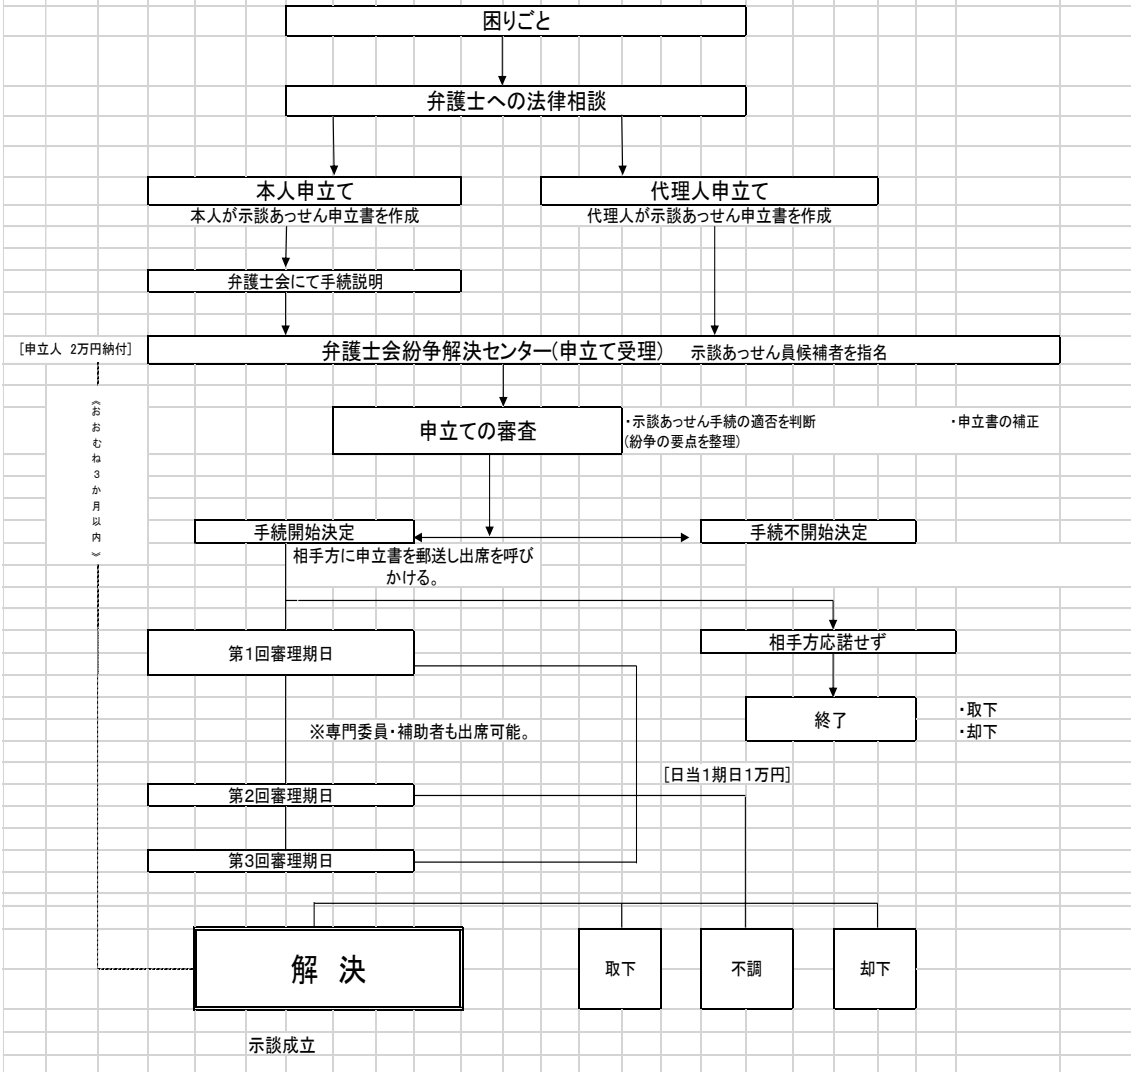 困りごと
弁護士への法律相談
本人申立て
代理人申立て
本人が示談あっせん申立書を作成
代理人が示談あっせん申立書を作成
弁護士会にて手続説明
[申立人 2万円納付]
弁護士会紛争解決センター(申立て受理) 示談あっせん員候補者を指名
《おおむね3か月以内》
申立ての審査
・示談あっせん手続の適否を判断
・申立書の補正
(紛争の要点を整理)
手続開始決定
手続不開始決定
相手方に申立書を郵送し出席を呼び
かける。
第1回審理期日
相手方応諾せず
終了
・取下
・却下
※専門委員・補助者も出席可能。
[日当1期日1万円]
第2回審理期日
第3回審理期日
解 決
取下
不調
却下
示談成立